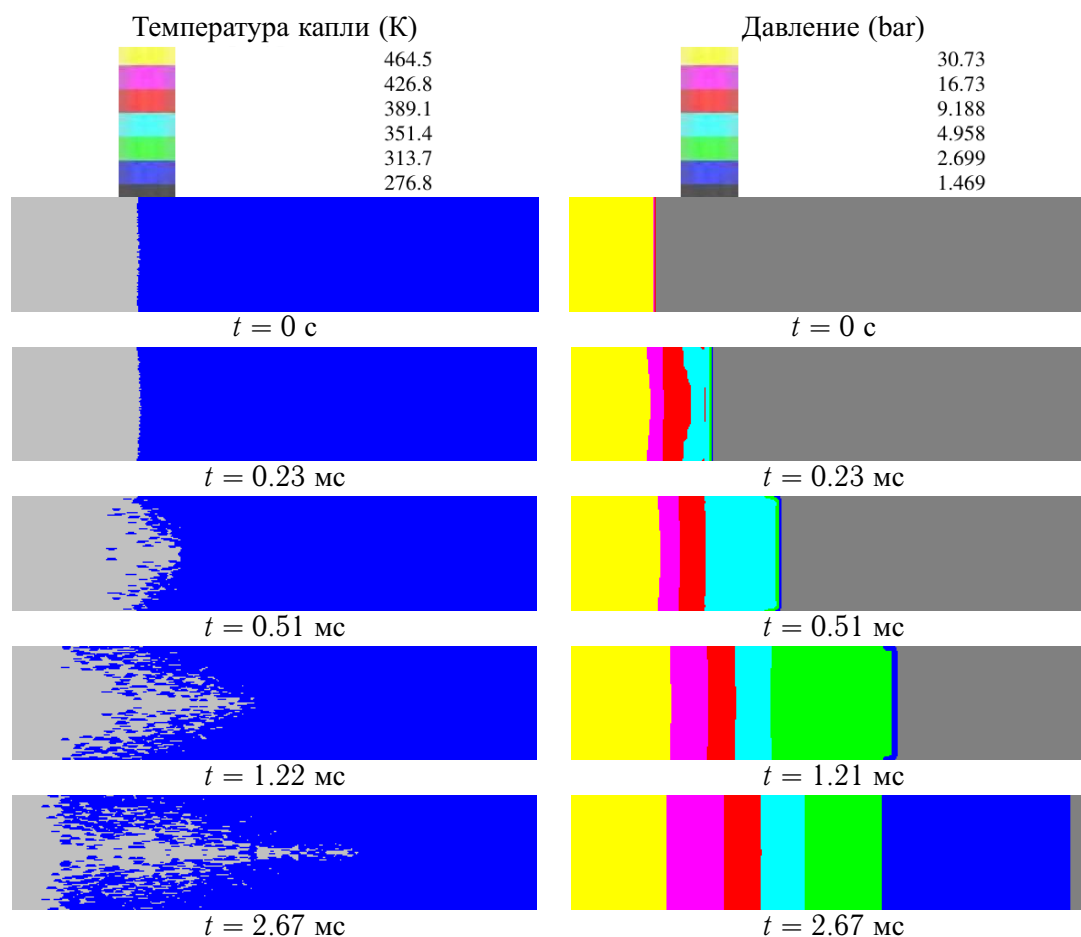 Температура капли (К)
464.5
426.8
389.1
351.4
313.7
276.8
t = 0 с
t = 0.23 мс
t = 0.51 мс
t = 1.22 мс
t = 2.67 мс
Давление (bar)
30.73
16.73
9.188
4.958
2.699
1.469
t = 0 с
t = 0.23 мс
t = 0.51 мс
t = 1.21 мс
t = 2.67 мс